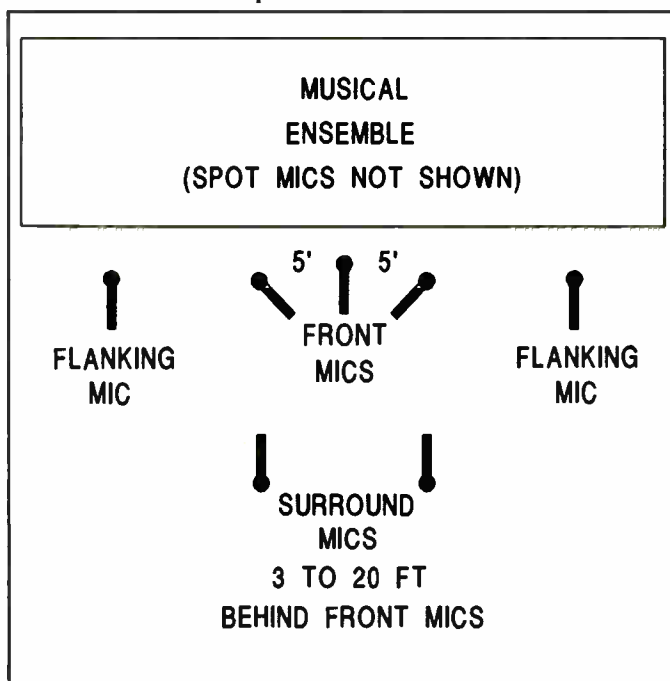 MUSICAL
ENSEMBLE
(SPOT MICS NOT SHOWN)
5' 5'
FRONT
MICS
FLANKING
MIC
FLANKING
MIC
SURROUND
MICS
3 TO 20 FT
BEHIND FRONT MICS